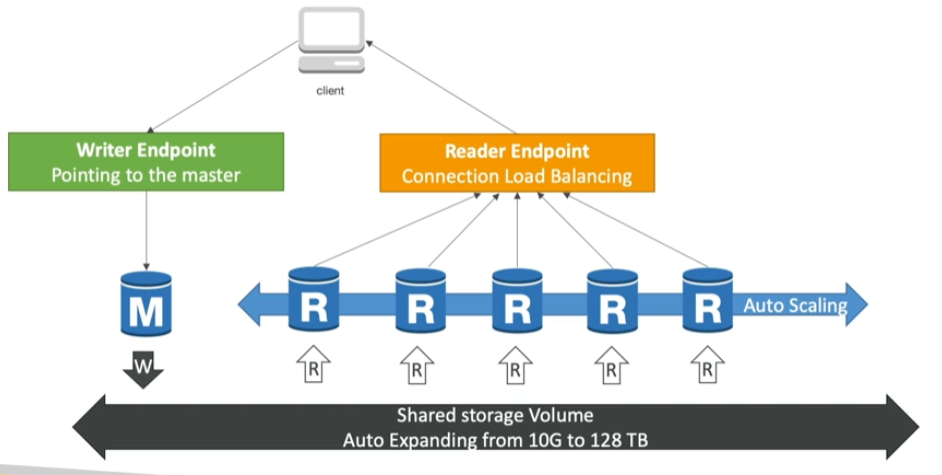 client
Writer Endpoint
Pointing to the master
Reader Endpoint
Connection Load Balancing
M
R
R
R
R
R
Auto Scaling
W
R
R
R
R
R
Shared storage Volume
Auto Expanding from 10G to 128 TB